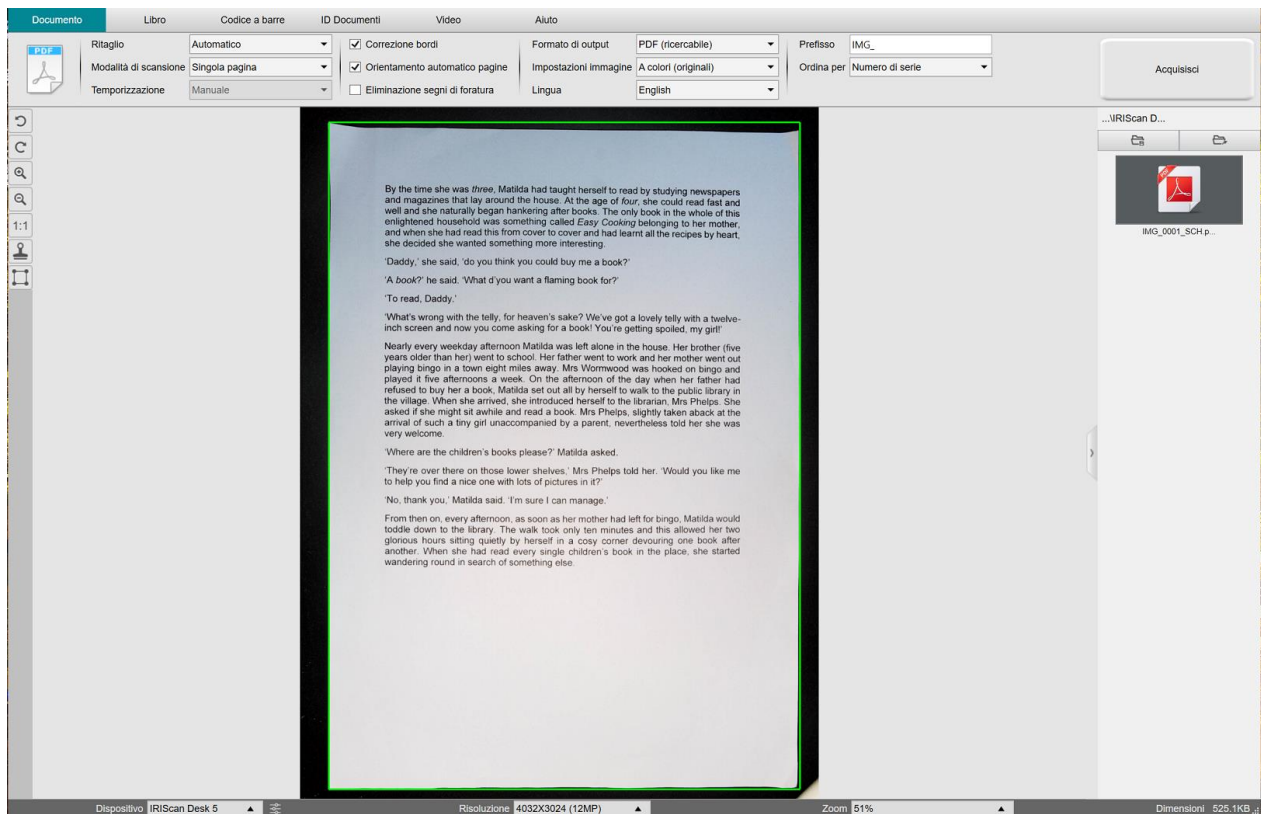 Documento Libro Codice a barre ID Documenti Video Aiuto
PDF
Ritaglio Automatico
Modalità di scansione Singola pagina
Temporizzazione Manuale
Correzione bordi
Orientamento automatico pagine
Eliminazione segni di foratura
Formato di output PDF (ricercabile)
Impostazioni immagine A colori (originali)
Lingua English
Prefisso IMG_
Ordina per Numero di serie
Acquisisci
1:1
By the time she was three, Matilda had taught herself to read by studying newspapers
and magazines that lay around the house. At the age of four, she could read fast and
well and she naturally began hankering after books. The only book in the whole of this
enlightened household was something called Easy Cooking belonging to her mother,
and when she had read this from cover to cover and had learnt all the recipes by heart,
she decided she wanted something more interesting.
'Daddy,' she said, 'do you think you could buy me a book?'
'A book?' he said. 'What d'you want a flaming book for?'
'To read, Daddy.'
'What's wrong with the telly, for heaven's sake? We've got a lovely telly with a twelve-
inch screen and now you come asking for a book! You're getting spoiled, my girl!'
Nearly every weekday afternoon Matilda was left alone in the house. Her brother (five
years older than her) went to school. Her father went to work and her mother went out
playing bingo in a town eight miles away. Mrs Wormwood was hooked on bingo and
played it five afternoons a week. On the afternoon of the day when her father had
refused to buy her a book, Matilda set out all by herself to walk to the public library in
the village. When she arrived, she introduced herself to the librarian, Mrs Phelps. She
asked if she might sit awhile and read a book. Mrs Phelps, slightly taken aback at the
arrival of such a tiny girl unaccompanied by a parent, nevertheless told her she was
very welcome.
'Where are the children's books please?' Matilda asked.
'They're over there on those lower shelves,' Mrs Phelps told her. 'Would you like me
to help you find a nice one with lots of pictures in it?'
'No, thank you,' Matilda said. 'I'm sure I can manage.'
From then on, every afternoon, as soon as her mother had left for bingo, Matilda would
toddle down to the library. The walk took only ten minutes and this allowed her two
glorious hours sitting quietly by herself in a cosy corner devouring one book after
another. When she had read every single children's book in the place, she started
wandering round in search of something else.
...\IRIScan D...
PDF
IMG_0001_SCH.p...
Dispositivo IRIScan Desk 5 Risoluzione 4032X3024 (12MP) Zoom 51% Dimensioni 525.1KB